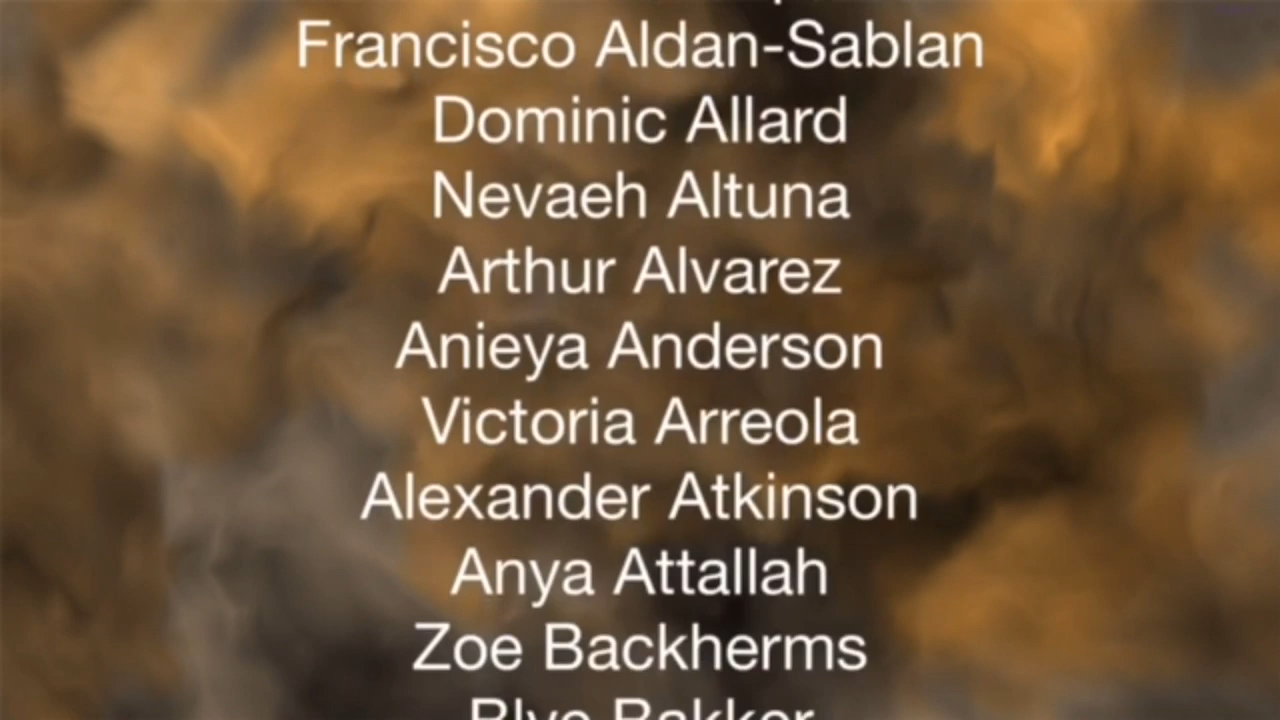 Francisco Aldan-Sablan
Dominic Allard
Nevaeh Altuna
Arthur Alvarez
Anieya Anderson
Victoria Arreola
Alexander Atkinson
Anya Attallah
Zoe Backherms
Bakker